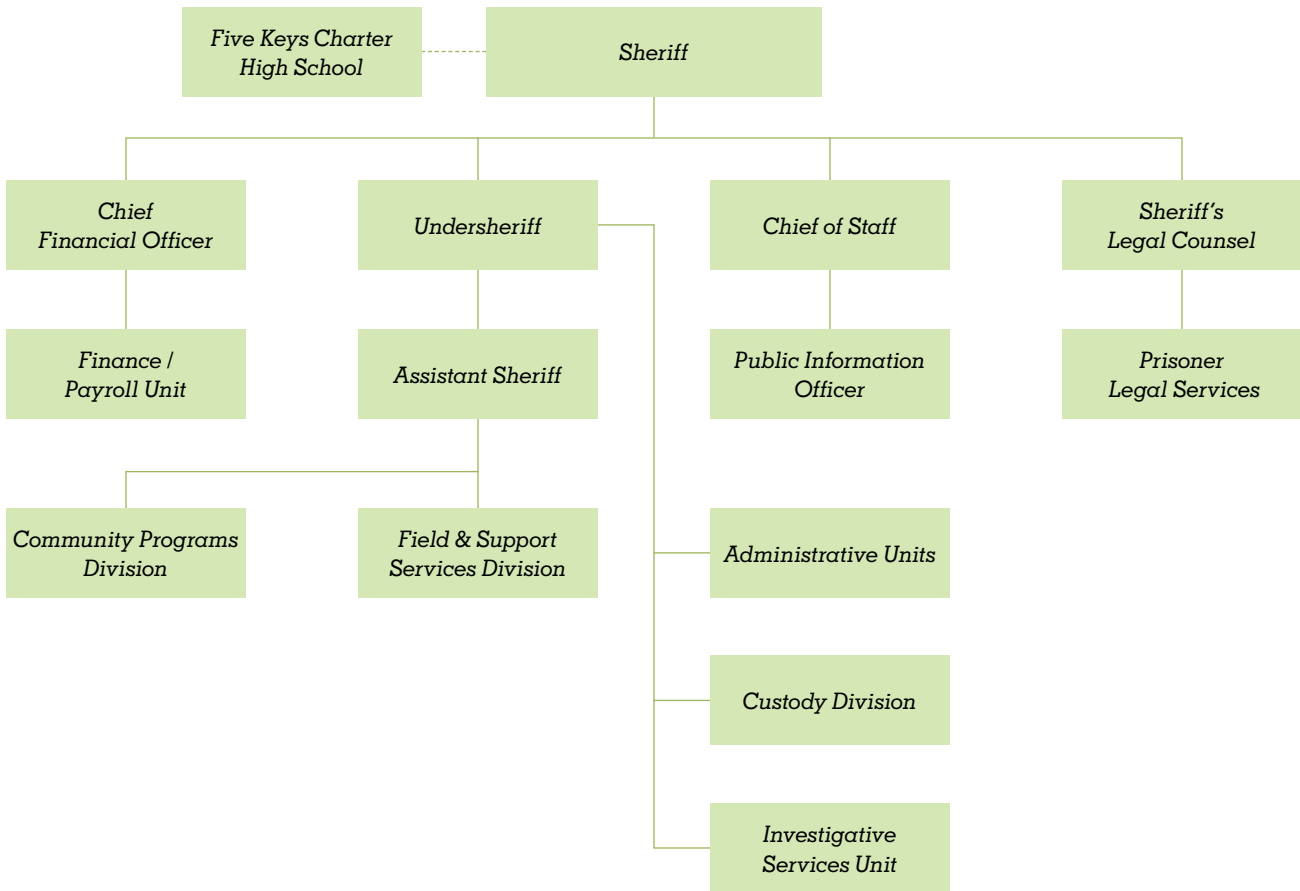 Five Keys Charter
High School
Sheriff
Chief
Financial Officer
Undersheriff
Chief of Staff
Sheriff's
Legal Counsel
Finance /
Payroll Unit
Assistant Sheriff
Public Information
Officer
Prisoner
Legal Services
Community Programs
Division
Field & Support
Services Division
Administrative Units
Custody Division
Investigative
Services Unit